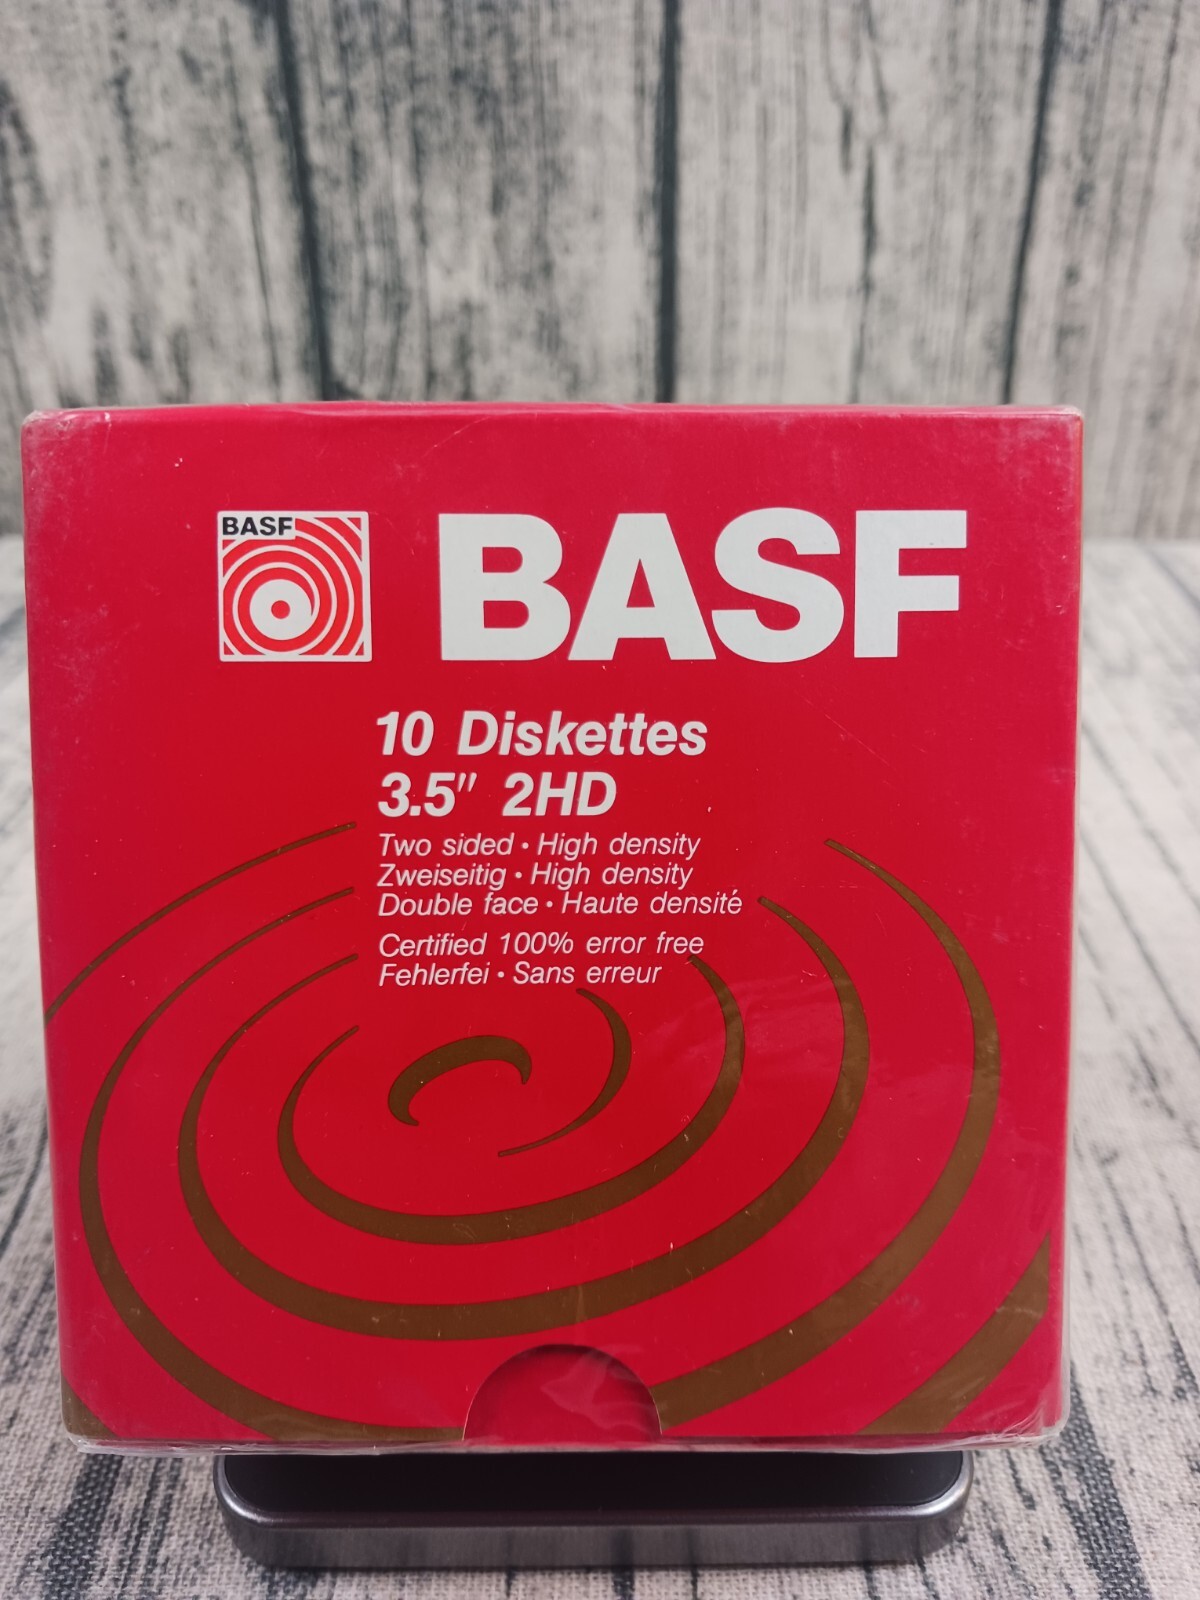 BASF
BASF
10 Diskettes
3.5" 2HD
Two sided • High density
Zweiseitig • High density
Double face • Haute densité
Certified 100% error free
Fehlerfei • Sans erreur